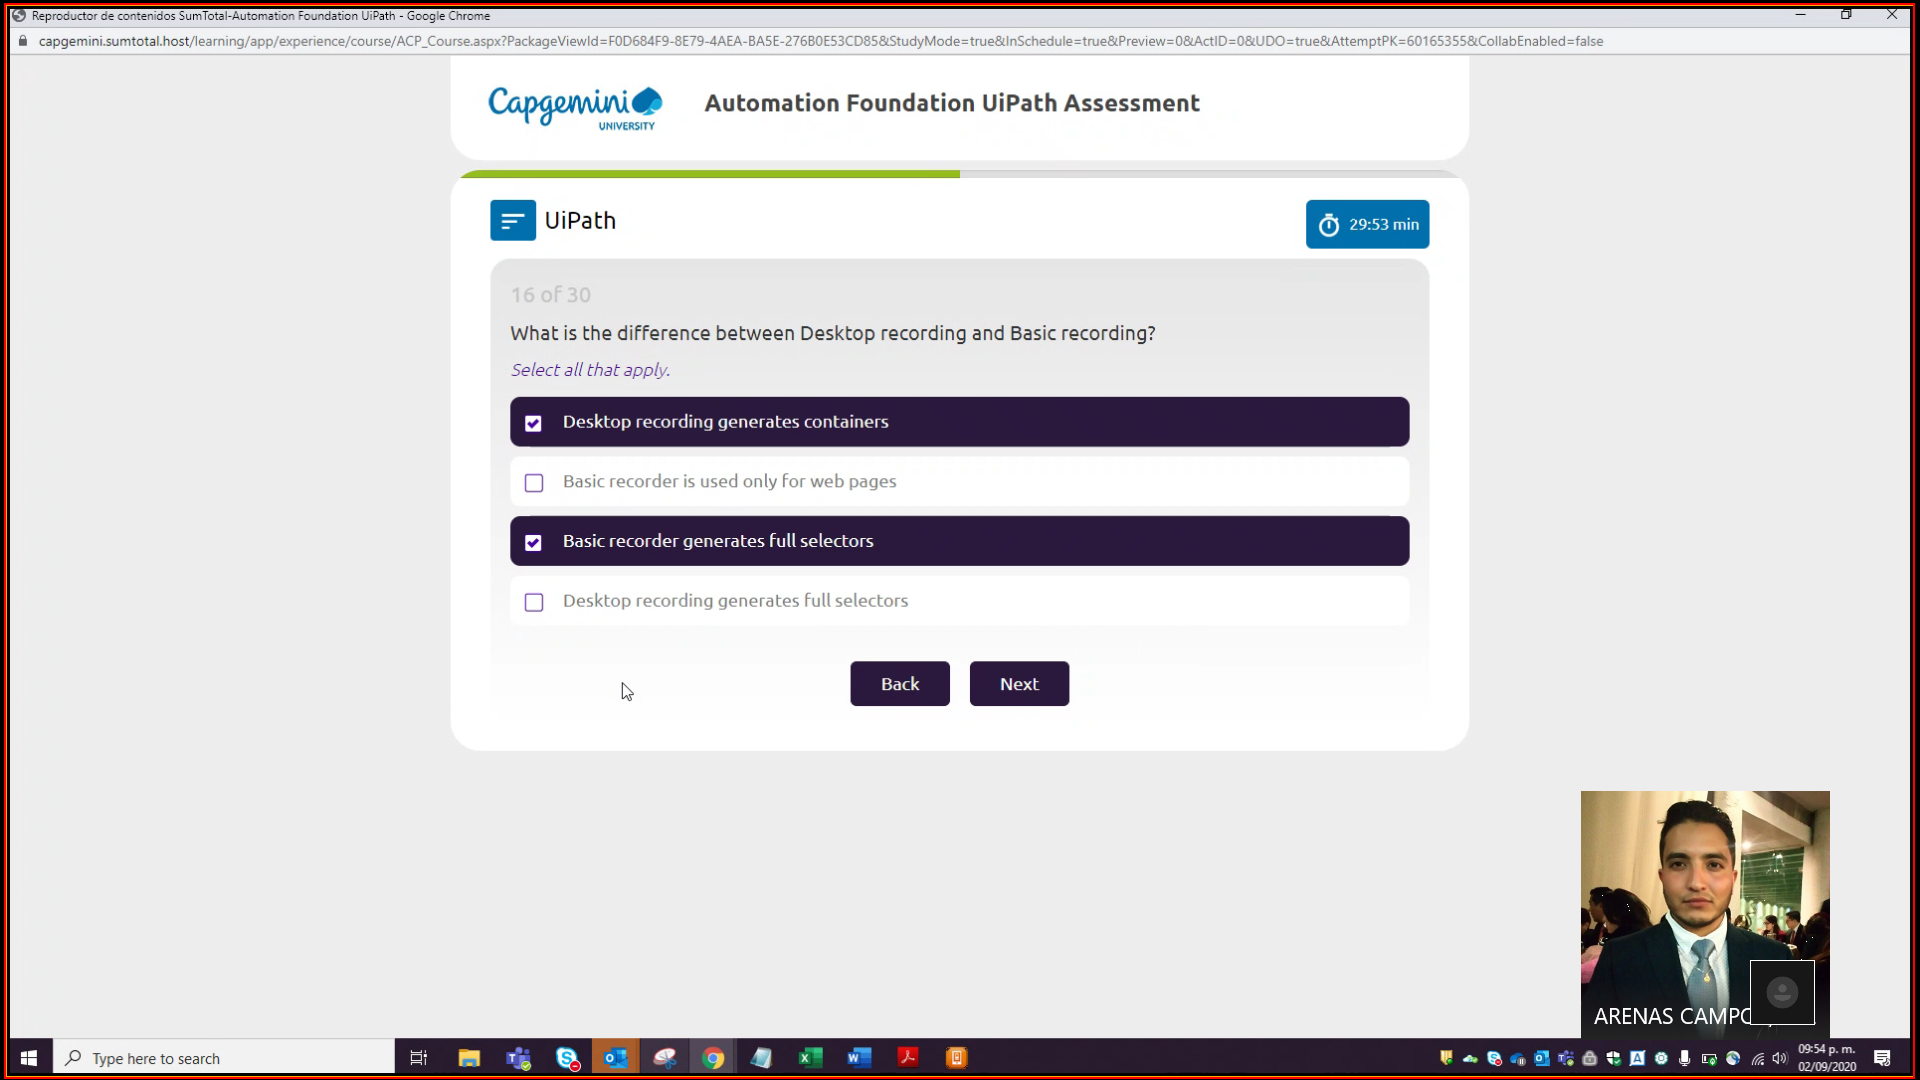 Reproductor de contenidos SumTotal-Automation Foundation UiPath - Google Chrome
capgemini.sumtotal.host/learning/app/experience/course/ACP_Course.aspx?PackageViewId=F0D684F9-8E79-4AEA-BA5E-276B0E53CD85&StudyMode=true&InSchedule=true&Preview=0&ActID=0&UDO=true&AttemptPK=60165355&CollabEnabled=false
Capgemini
UNIVERSITY
Automation Foundation UiPath Assessment
UiPath
29:53 min
16 of 30
What is the difference between Desktop recording and Basic recording?
Select all that apply.
Desktop recording generates containers
Basic recorder is used only for web pages
Basic recorder generates full selectors
Desktop recording generates full selectors
Back
Next
ARENAS CAMPO
Type here to search
09:54 p. m.
02/09/2020